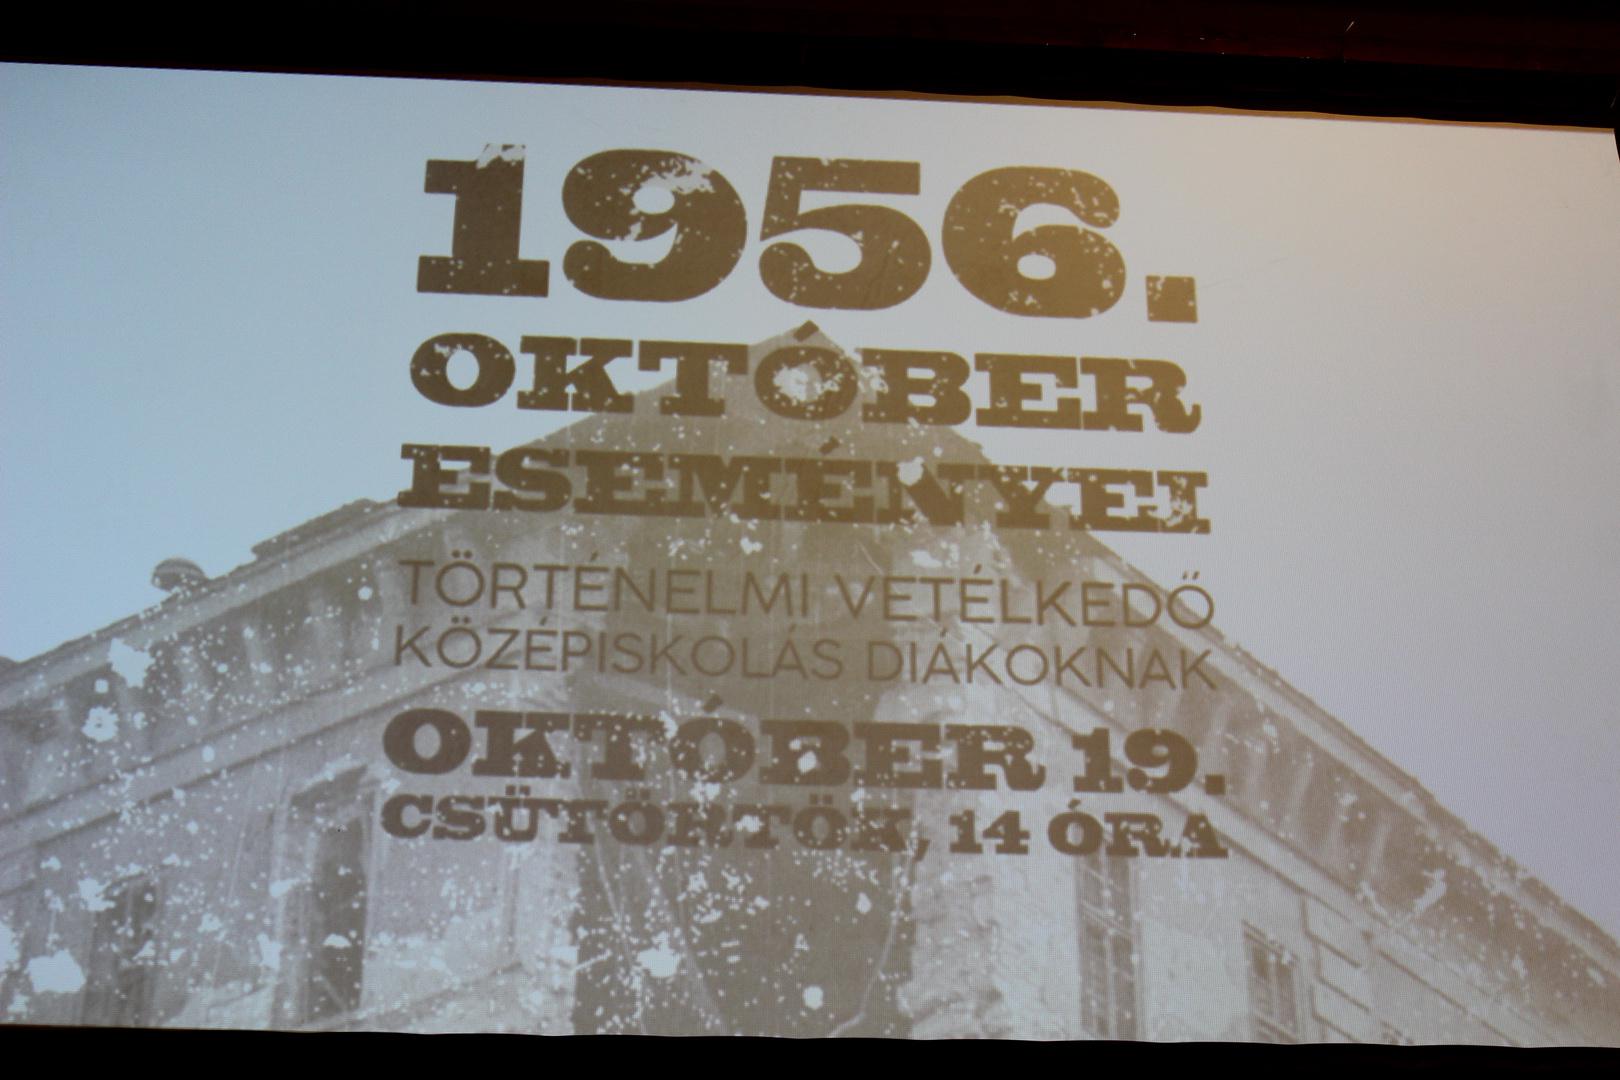 1956.
OKTÓBER
ESEMÉNYEI
TÖRTÉNELMI VETÉLKEDŐ
KÖZÉPISKOLÁS DIÁKOKNAK
OKTÓBER 19.
CSÜTÖRTÖK, 14 ÓRA